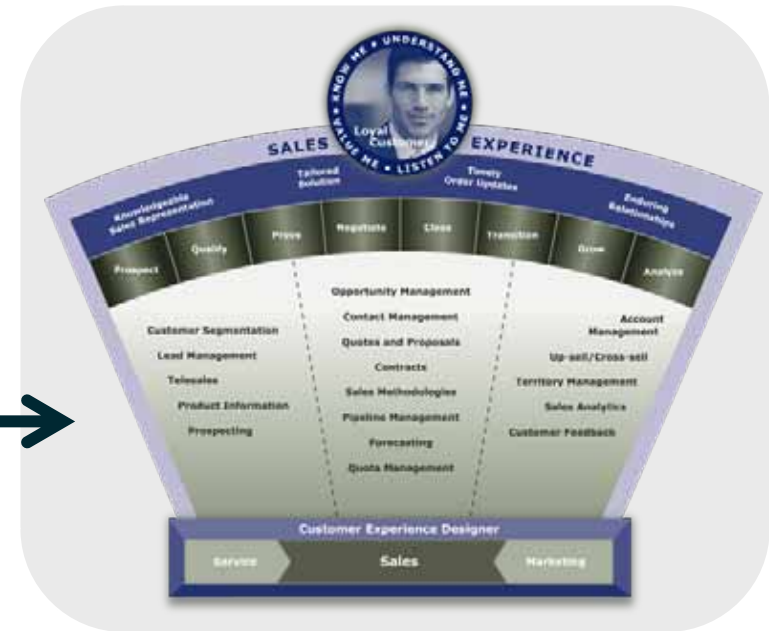 KNOW ME • UNDERSTAND ME • LISTEN TO ME • VALUE ME •
Loyal
Customer
SALES EXPERIENCE
Knowledgeable
Sales Representation
Tailored
Solution
Timely
Order Updates
Enduring
Relationships
Prospect
Qualify
Prove
Negotiate
Close
Transition
Grow
Analyze
Customer Segmentation
Lead Management
Telesales
Product Information
Prospecting
Opportunity Management
Contact Management
Quotes and Proposals
Contracts
Sales Methodologies
Pipeline Management
Forecasting
Quota Management
Account
Management
Up-sell/Cross-sell
Territory Management
Sales Analytics
Customer Feedback
Customer Experience Designer
Service
Sales
Marketing